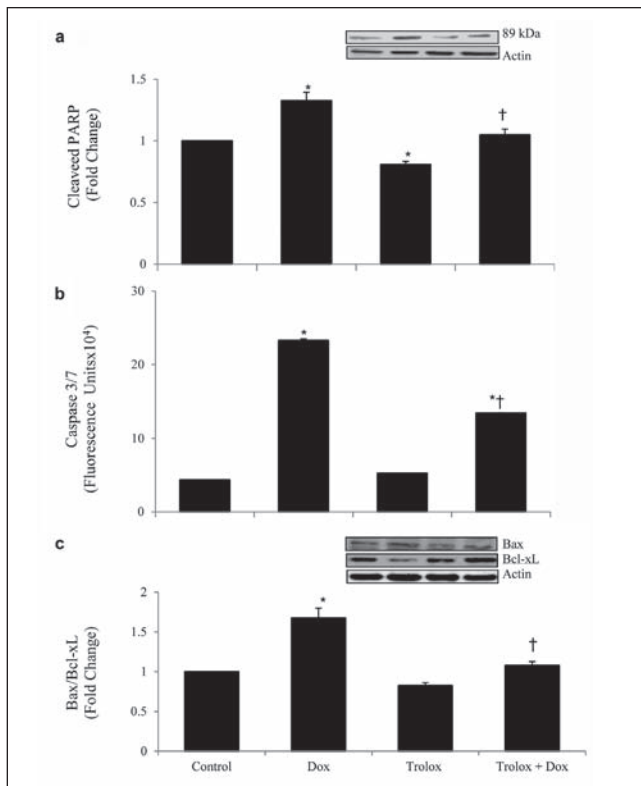 a
89 kDa
Actin
Cleaveed PARP
(Fold Change)
1.5
1
0.5
0
*
*
†
b
Caspase 3/7
(Fluorescence Unitsx10⁴)
30
20
10
0
*
*†
c
Bax
Bcl-xL
Actin
Bax/Bcl-xL
(Fold Change)
2
1.5
1
0.5
0
*
†
Control Dox Trolox Trolox + Dox